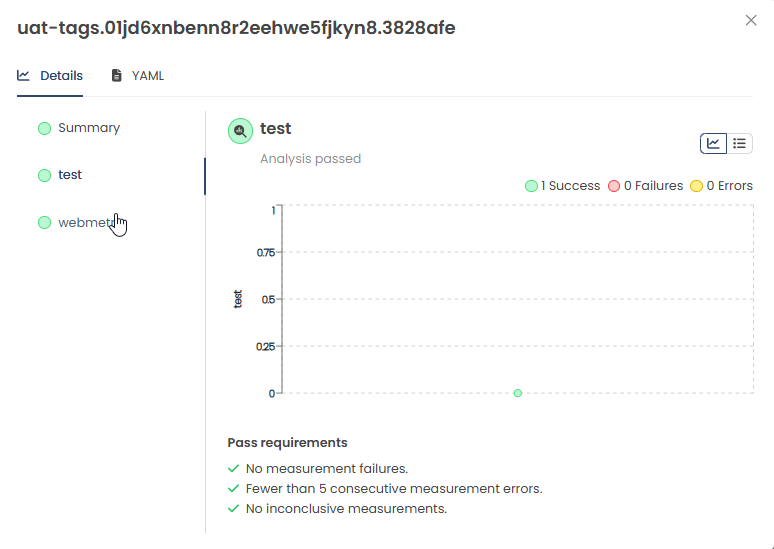 uat-tags.01jd6xnbenn8r2eehwe5fjkyn8.3828afe
Details
YAML
Summary
test
test
Analysis passed
1 Success
0 Failures
0 Errors
1
0.75
0.5
0.25
0
test
Pass requirements
No measurement failures.
Fewer than 5 consecutive measurement errors.
No inconclusive measurements.